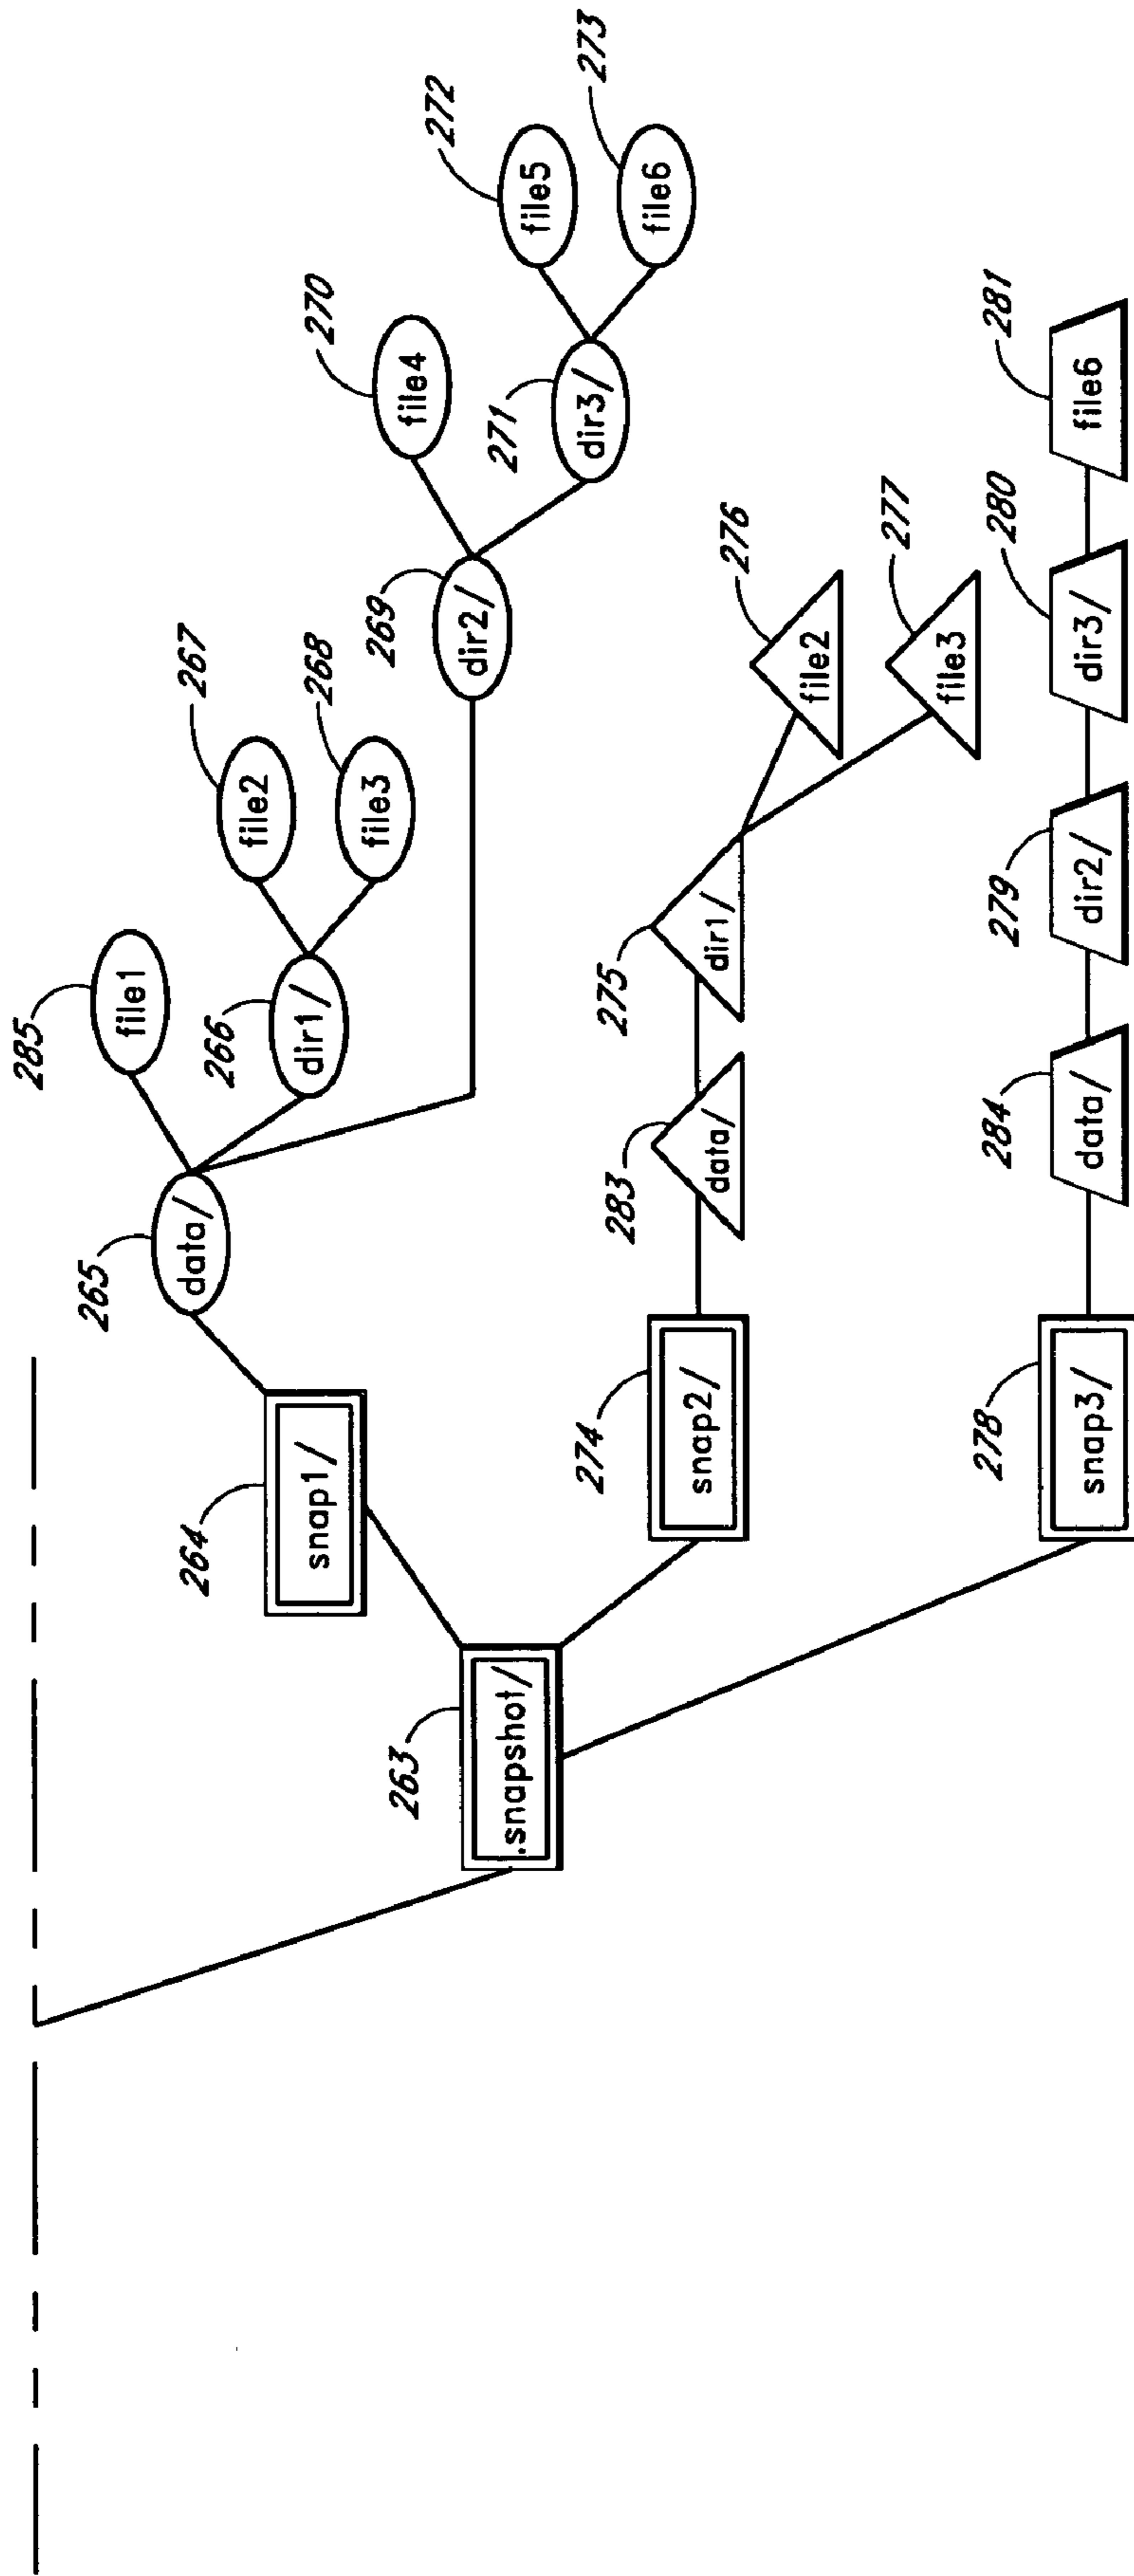 285
file1
265
data/
266
dir1/
267
file2
268
file3
269
dir2/
270
file4
271
dir3/
272
file5
273
file6
264
snap1/
263
.snapshot/
274
snap2/
283
data/
275
dir1/
276
file2
277
file3
278
snap3/
284
data/
279
dir2/
280
dir3/
281
file6